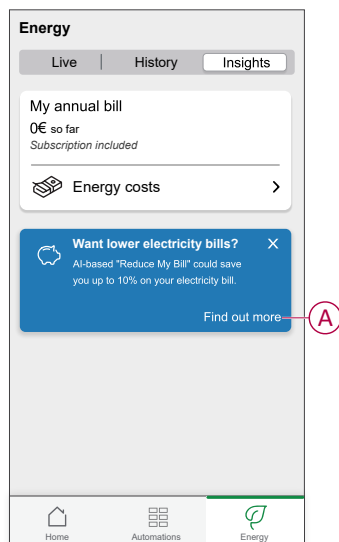 Energy
Live
History
Insights
My annual bill
0€ so far
Subscription included
Energy costs
Want lower electricity bills?
AI-based "Reduce My Bill" could save
you up to 10% on your electricity bill.
Find out more
A
Home
Automations
Energy